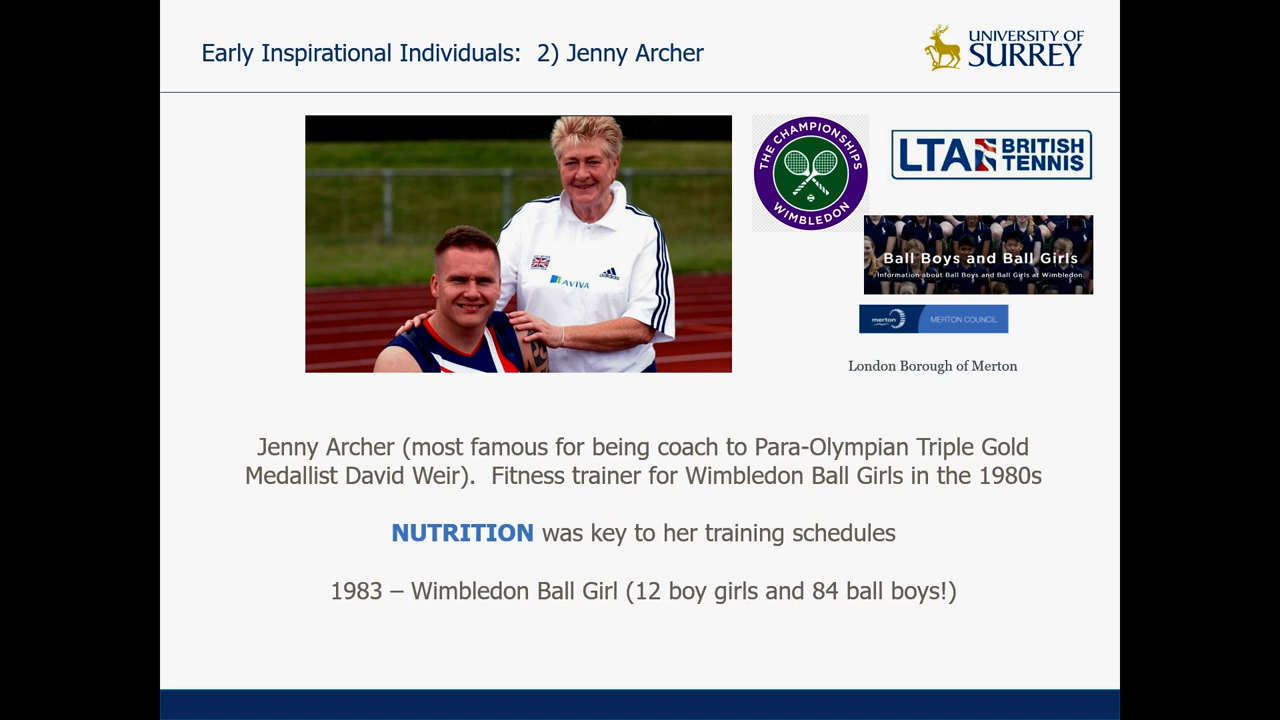 Early Inspirational Individuals:  2) Jenny Archer
UNIVERSITY OF
SURREY
THE CHAMPIONSHIPS
WIMBLEDON
LTA BRITISH
TENNIS
AVIVA
adidas
Ball Boys and Ball Girls
Information about Ball Boys and Ball Girls at Wimbledon.
merton
MERTON COUNCIL
London Borough of Merton
Jenny Archer (most famous for being coach to Para-Olympian Triple Gold
Medallist David Weir).  Fitness trainer for Wimbledon Ball Girls in the 1980s
NUTRITION was key to her training schedules
1983 – Wimbledon Ball Girl (12 boy girls and 84 ball boys!)